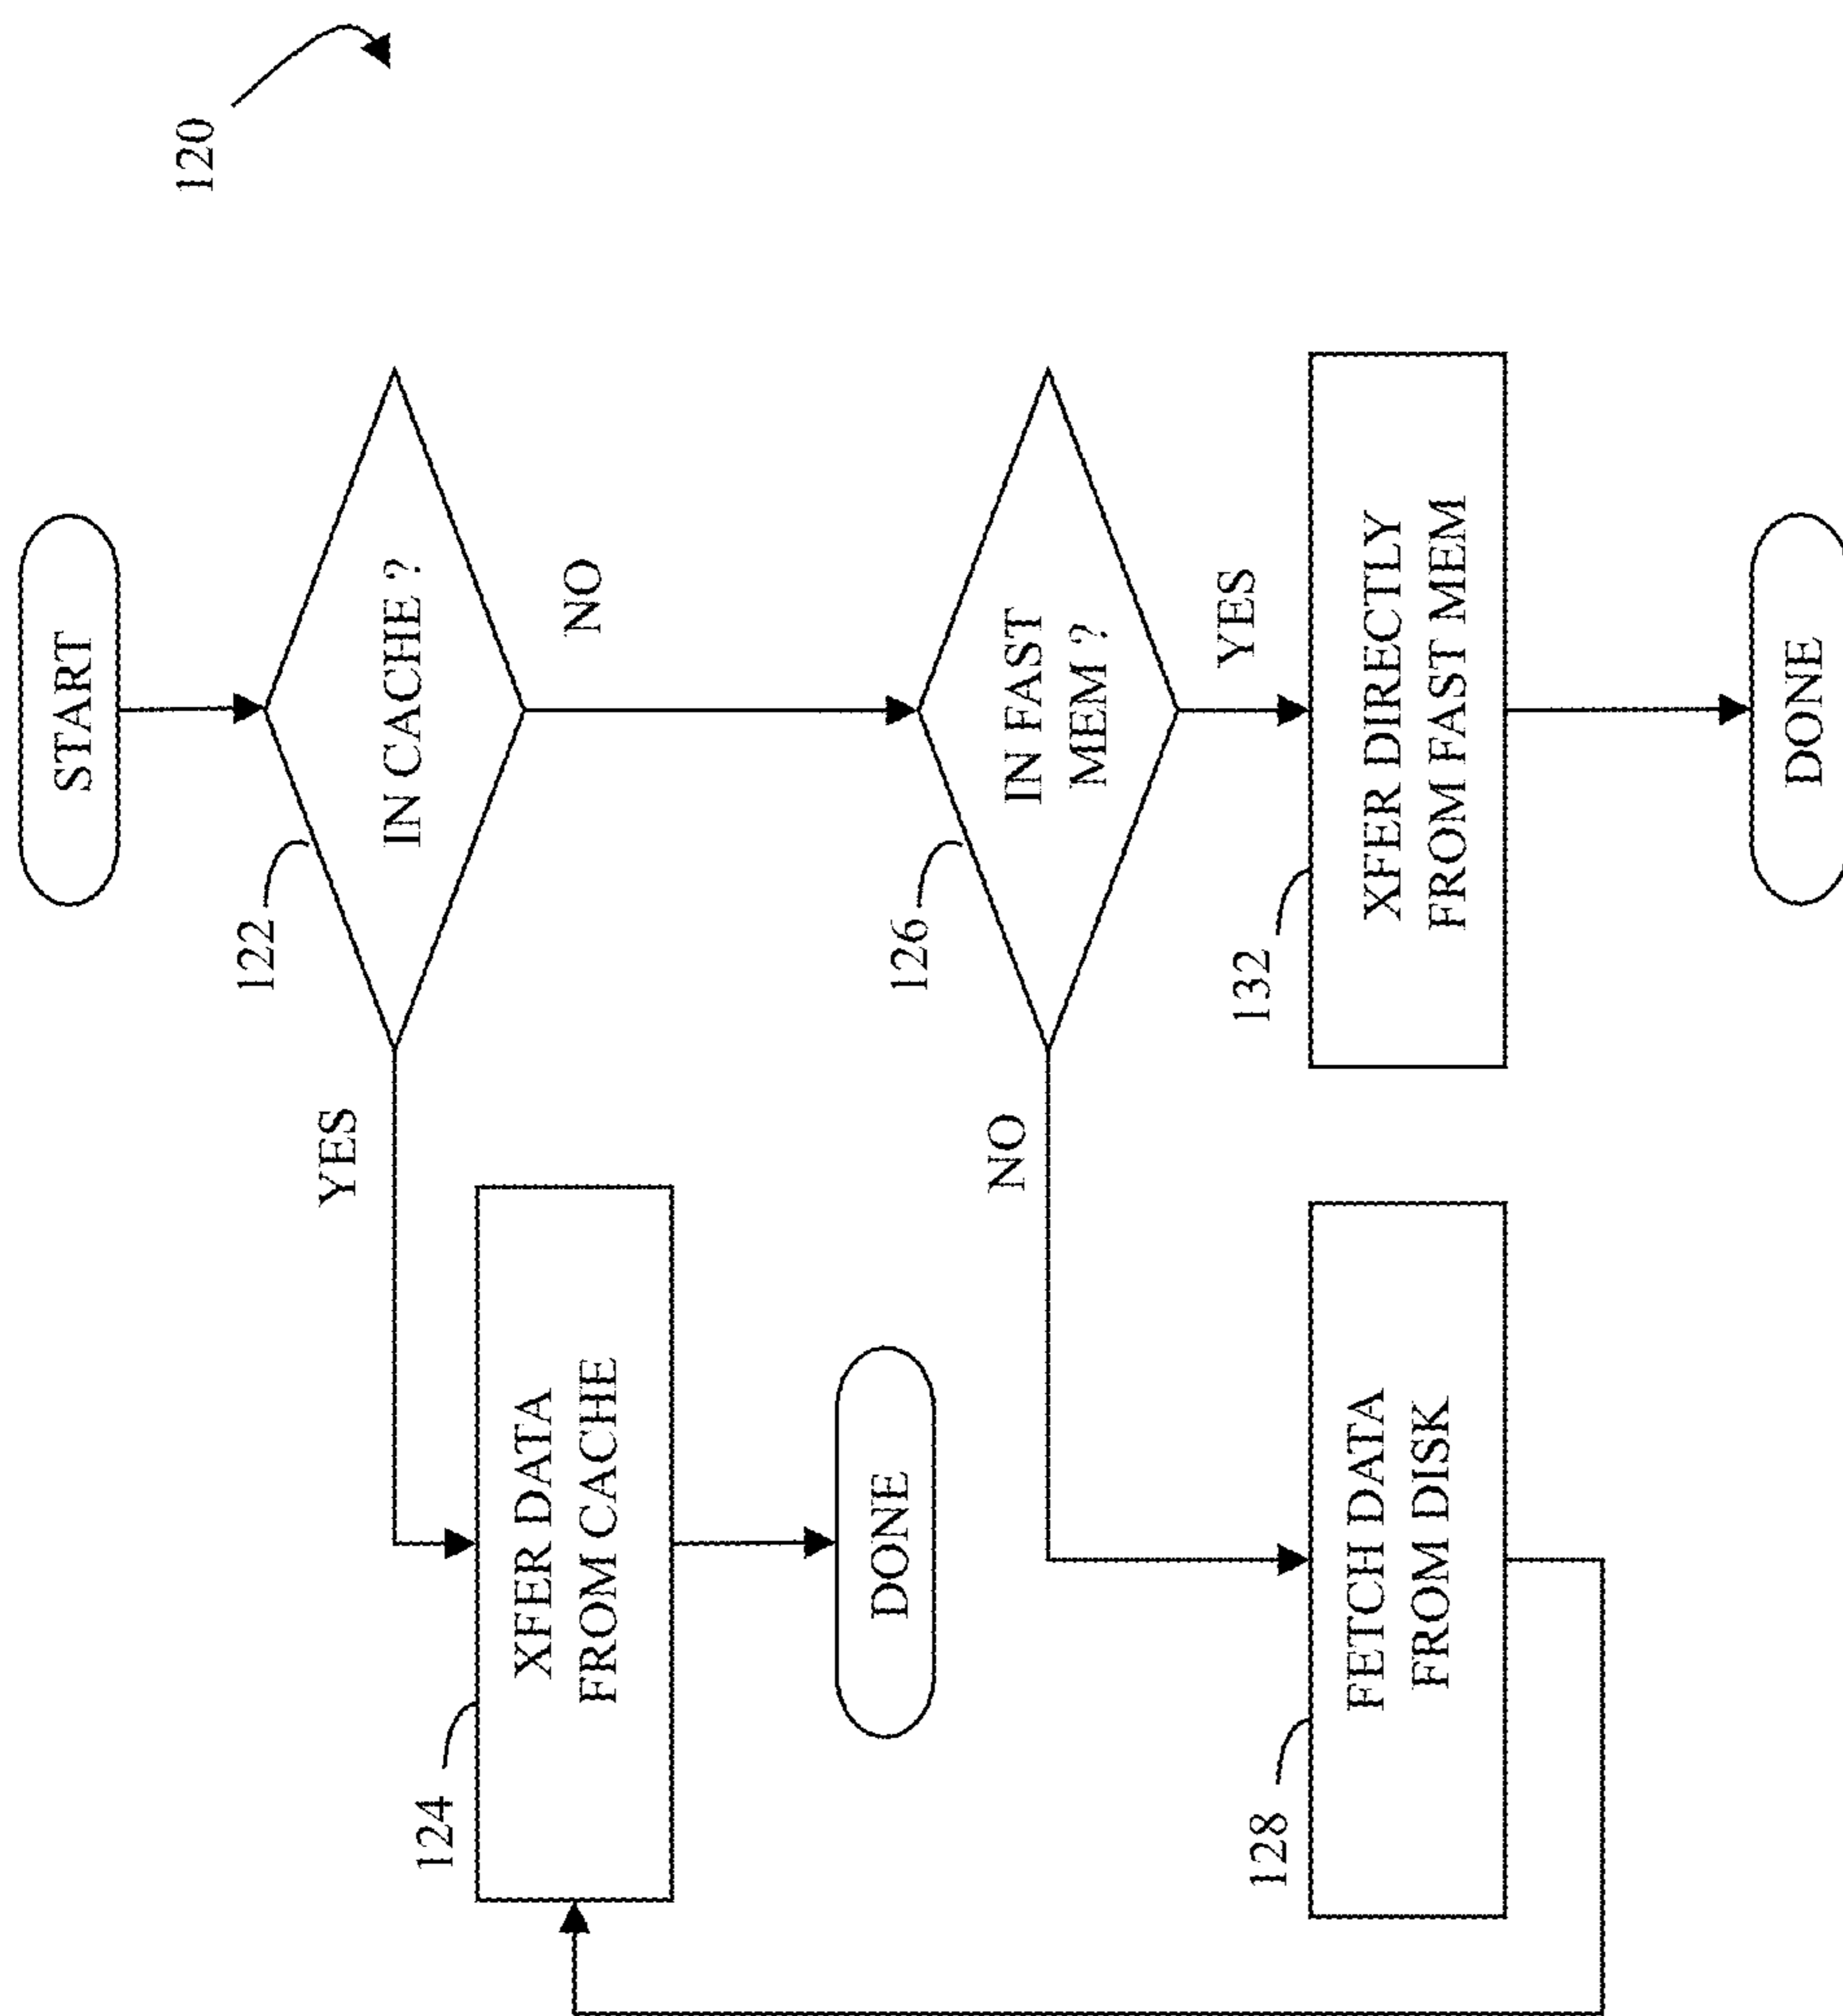 120
START
122
IN CACHE ?
YES
NO
124
XFER DATA
FROM CACHE
DONE
126
IN FAST
MEM ?
NO
YES
128
FETCH DATA
FROM DISK
132
XFER DIRECTLY
FROM FAST MEM
DONE